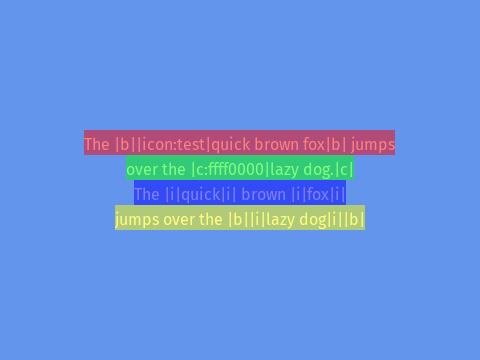 The |b||icon:test|quick brown fox|b| jumps
over the |c:ffff0000|lazy dog.|c|
The |i|quick|i| brown |i|fox|i|
jumps over the |b||i|lazy dog|i||b|